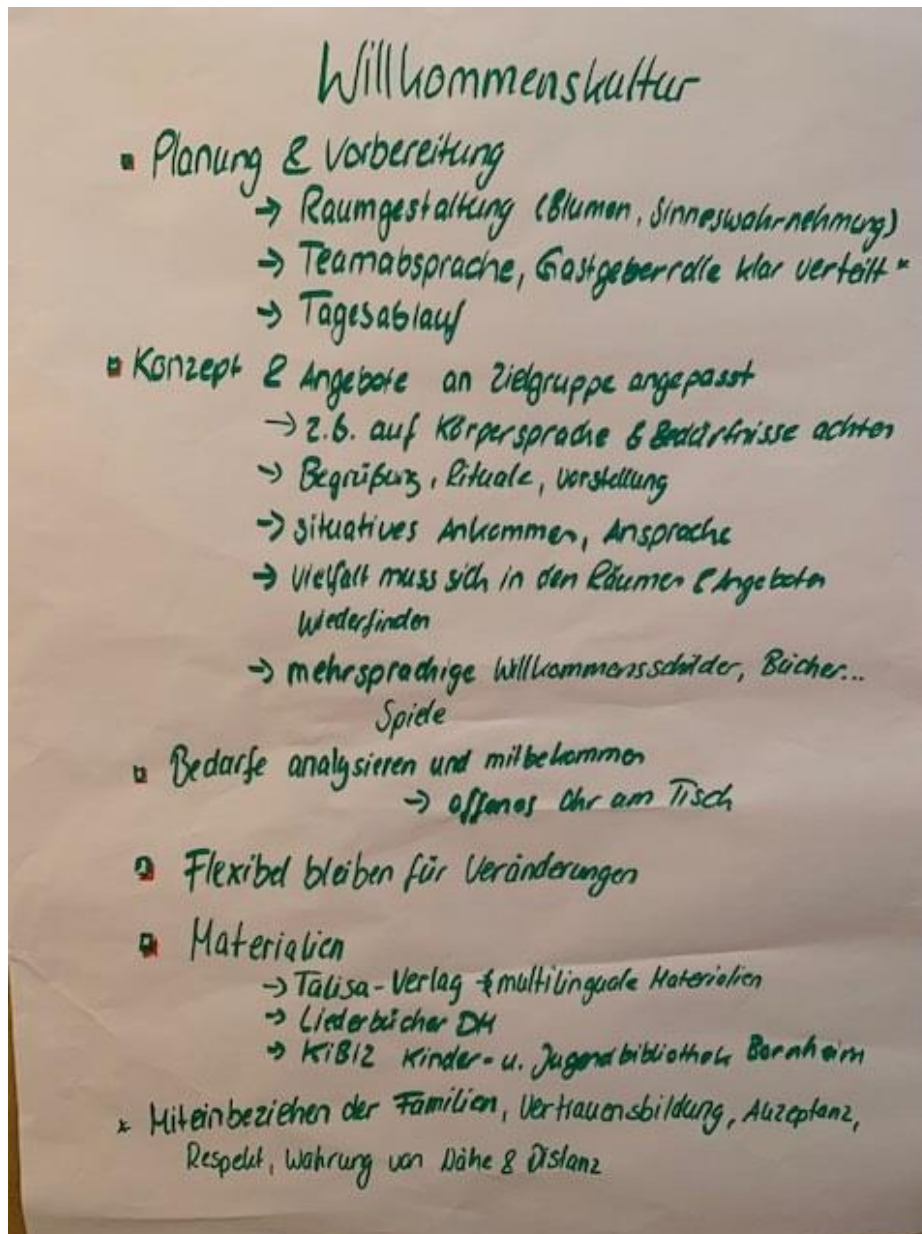 Willkommenskultur
▪ Planung & Vorbereitung
→ Raumgestaltung (Blumen, Sinneswahrnehmung)
→ Teamabsprache, Gastgeberrolle klar verteilt *
→ Tagesablauf
▪ Konzept & Angebote an Zielgruppe angepasst
→ z.B. auf Körpersprache & Bedürfnisse achten
→ Begrüßung, Rituale, Vorstellung
→ situatives Ankommen, Ansprache
→ Vielfalt muss sich in den Räumen & Angeboten
wiederfinden
→ mehrsprachige Willkommensschilder, Bücher...
Spiele
▪ Bedarfe analysieren und mitbekommen
→ offenes Ohr am Tisch
▪ Flexibel bleiben für Veränderungen
▪ Materialien
→ Talisa-Verlag multilinguale Materialien
→ Liederbücher DM
→ KiBiZ Kinder- u. Jugendbibliothek Bornheim
* Miteinbeziehen der Familien, Vertrauensbildung, Akzeptanz,
Respekt, Wahrung von Nähe & Distanz